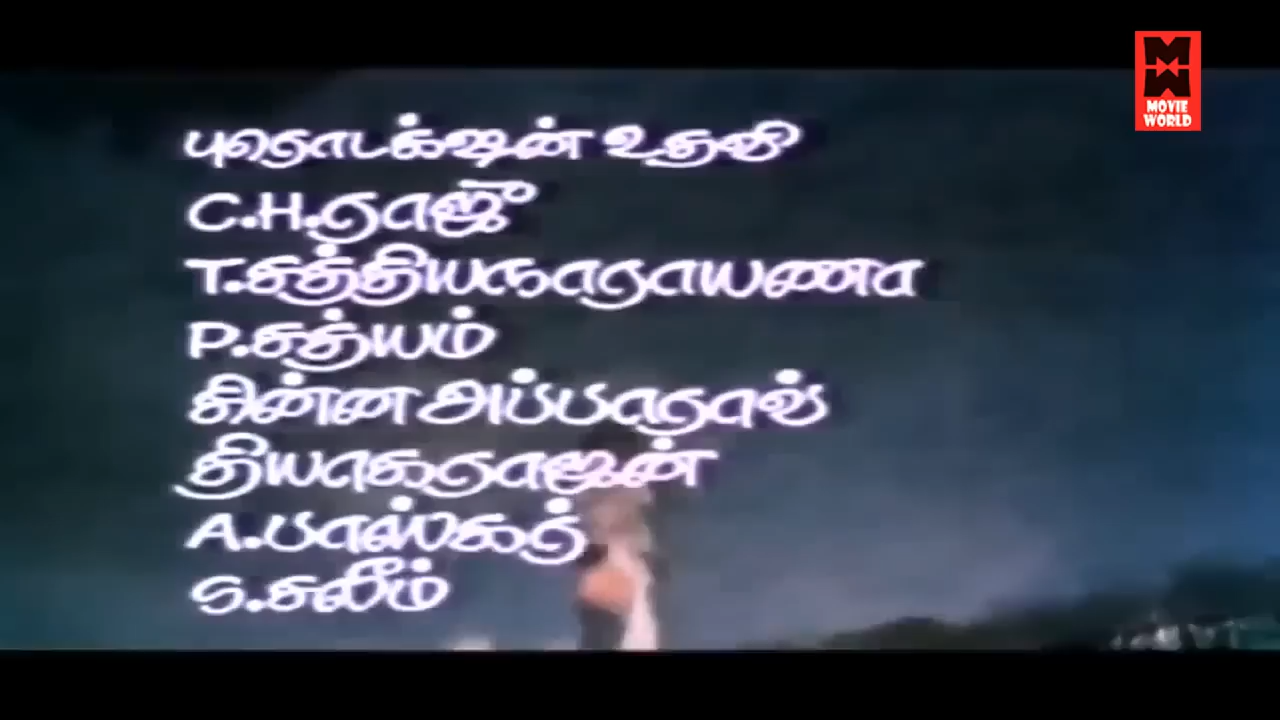 புரொடக்ஷன் உதவி
C.H.ராஜூ
T.சத்தியநாராயணா
P.சத்யம்
சின்ன அப்பாராவ்
தியாகராஜன்
A.பாஸ்கர்
S.சலீம்
MOVIE
WORLD